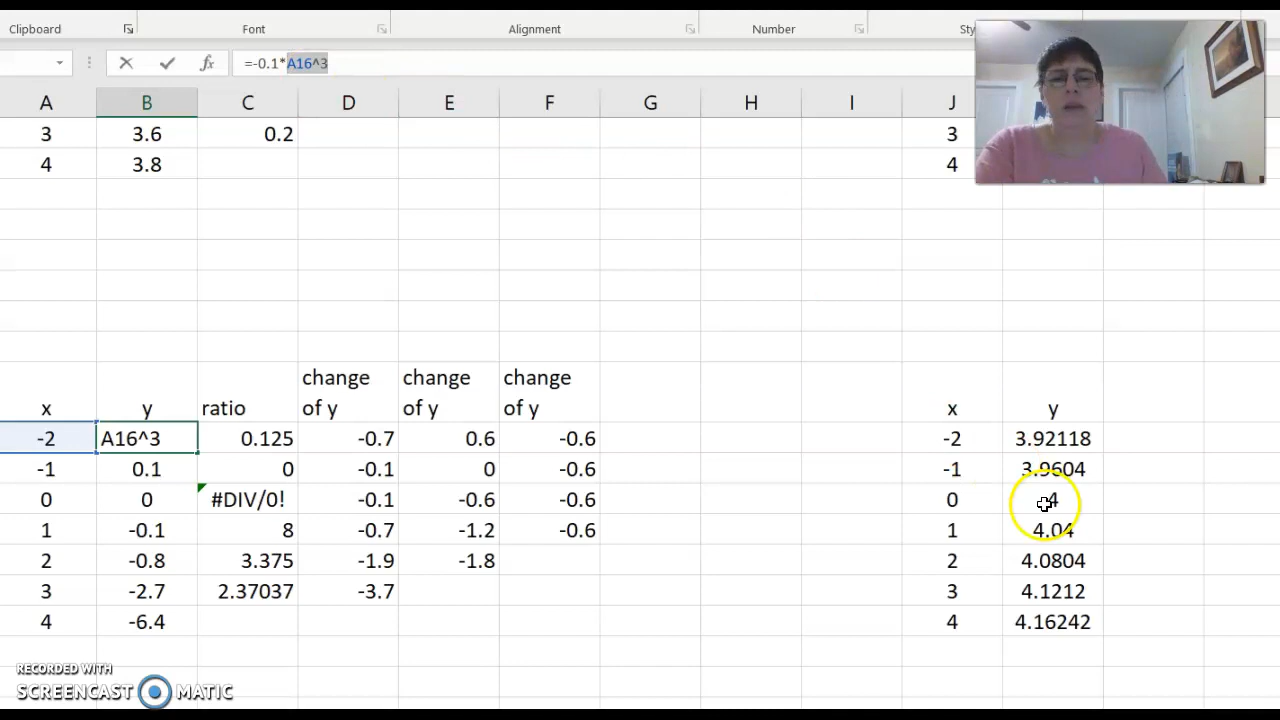 Clipboard Font Alignment Number Sty
=-0.1*A16^3
A B C D E F G H I J
3 3.6 0.2 3
4 3.8 4
change change change
x y ratio of y of y of y x y
-2 A16^3 0.125 -0.7 0.6 -0.6 -2 3.92118
-1 0.1 0 -0.1 0 -0.6 -1 3.9604
0 0 #DIV/0! -0.1 -0.6 -0.6 0 4
1 -0.1 8 -0.7 -1.2 -0.6 1 4.04
2 -0.8 3.375 -1.9 -1.8 2 4.0804
3 -2.7 2.37037 -3.7 3 4.1212
4 -6.4 4 4.16242
RECORDED WITH
SCREENCAST MATIC